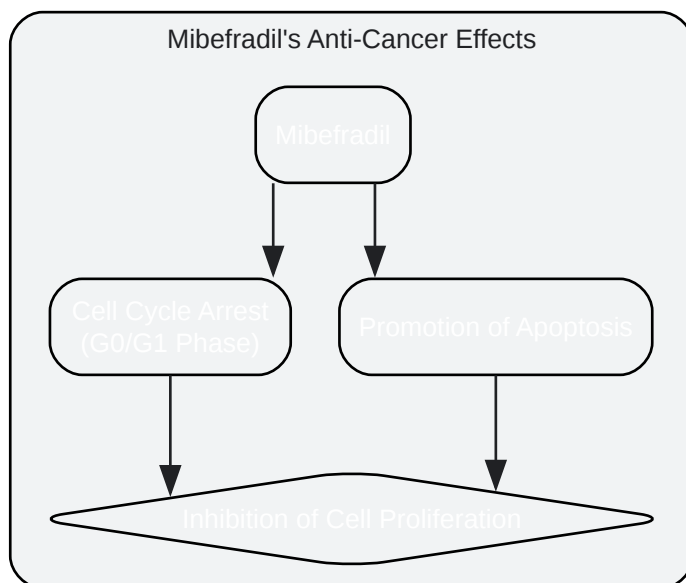 Mibefradil's Anti-Cancer Effects
Mibefradil
Cell Cycle Arrest
(G0/G1 Phase)
Promotion of Apoptosis
Inhibition of Cell Proliferation